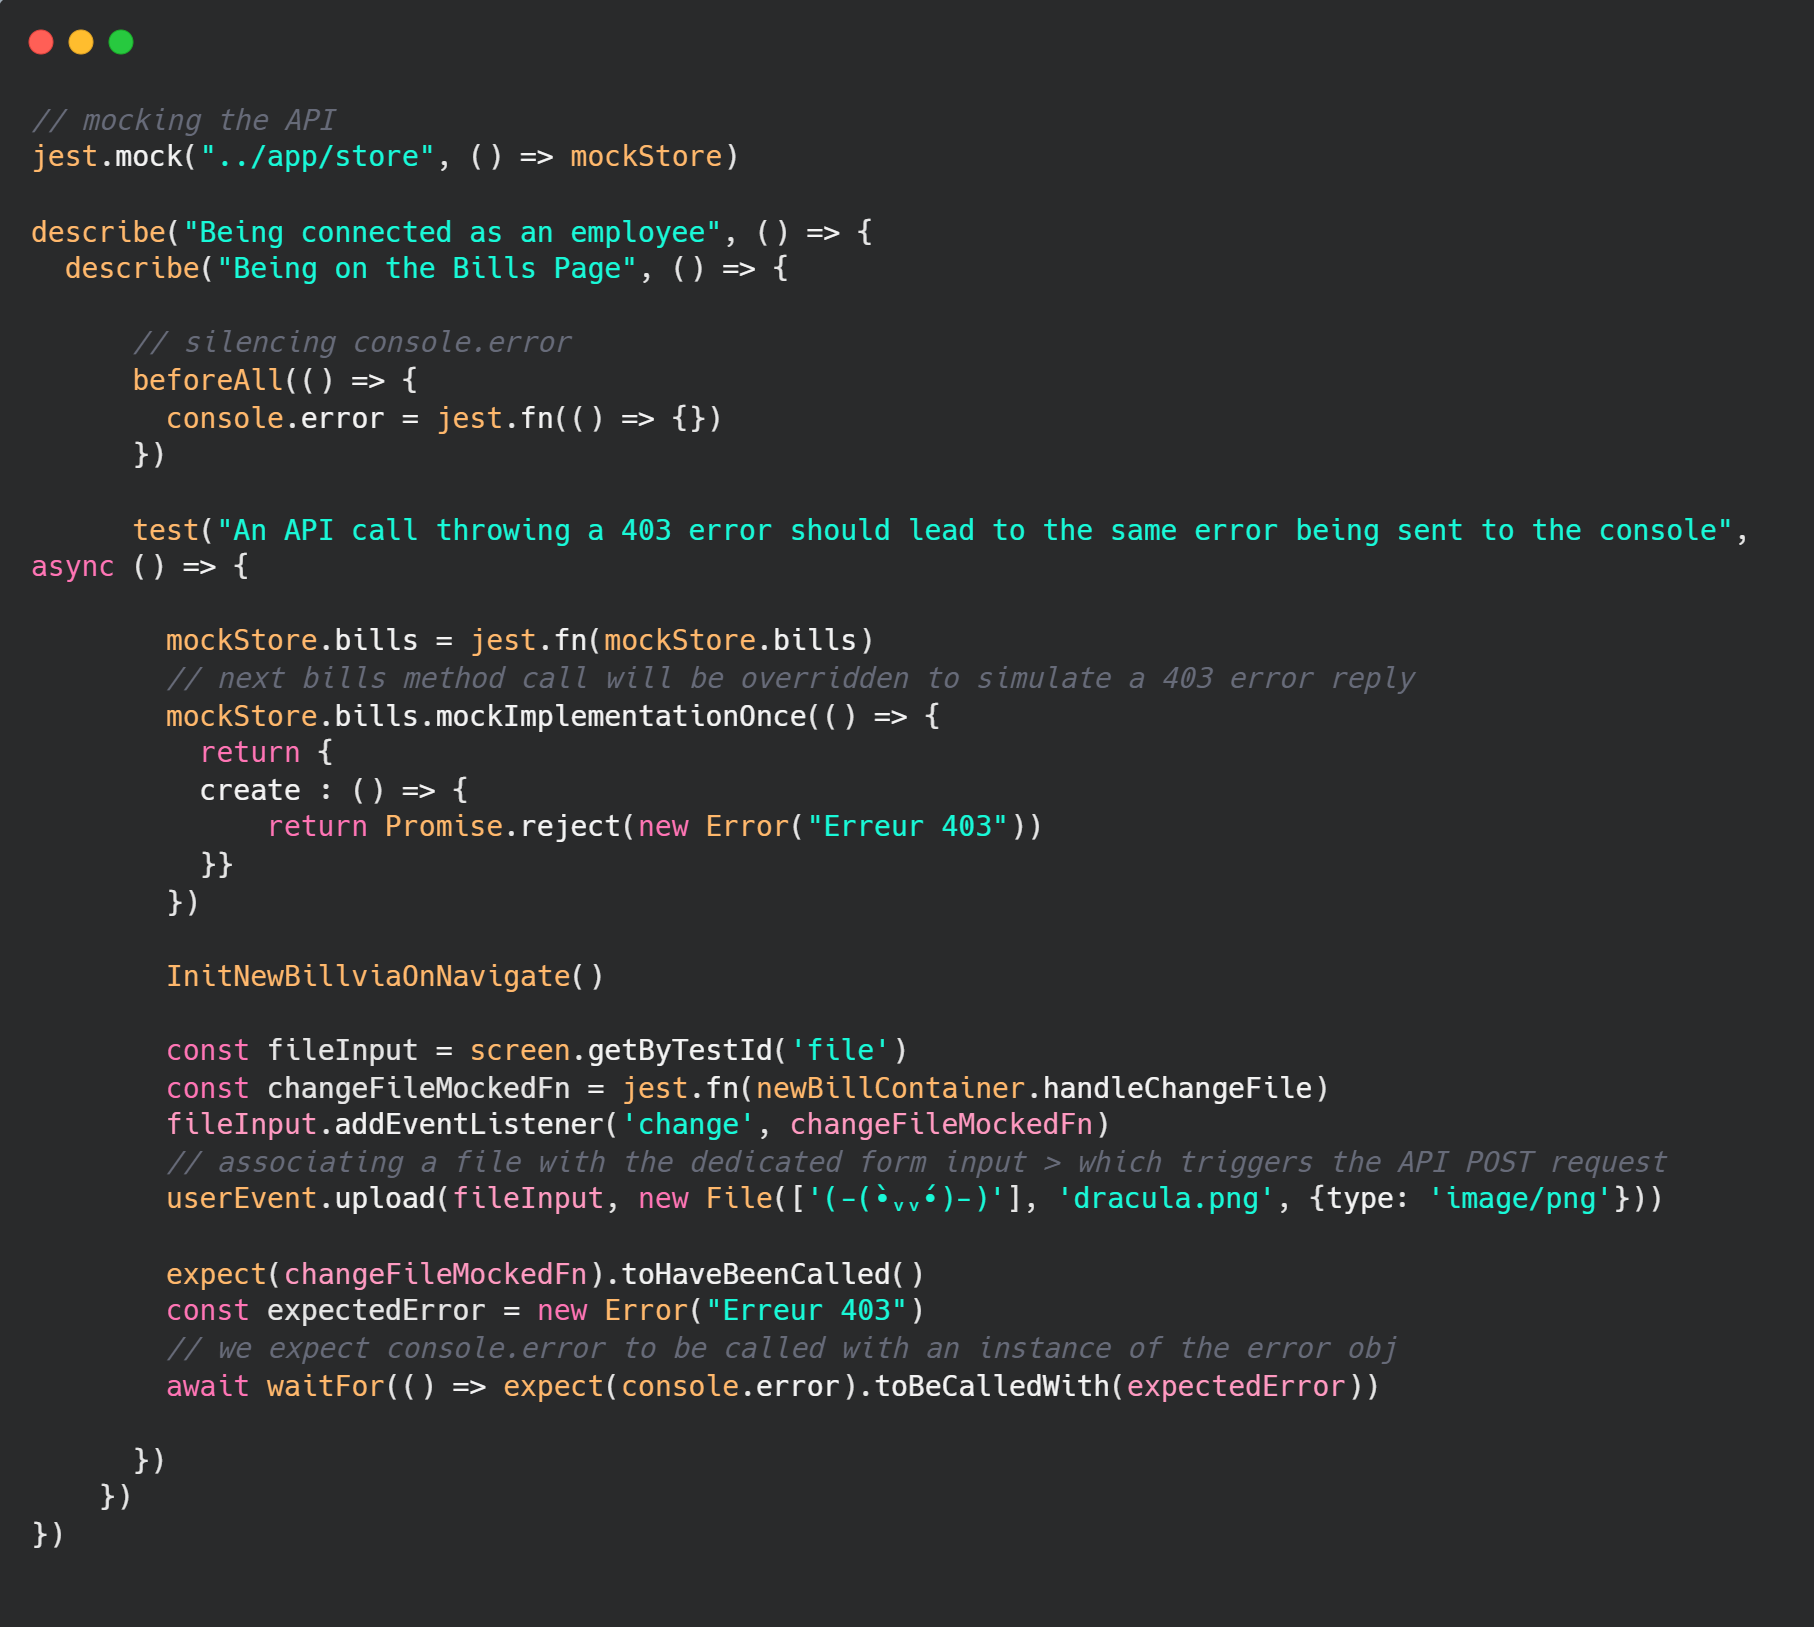 // mocking the API
jest.mock("../app/store", () => mockStore)
describe("Being connected as an employee", () => {
describe("Being on the Bills Page", () => {
// silencing console.error
beforeAll(() => {
console.error = jest.fn(() => {})
})
test("An API call throwing a 403 error should lead to the same error being sent to the console",
async () => {
mockStore.bills = jest.fn(mockStore.bills)
// next bills method call will be overridden to simulate a 403 error reply
mockStore.bills.mockImplementationOnce(() => {
return {
create : () => {
return Promise.reject(new Error("Erreur 403"))
}}
})
InitNewBillviaOnNavigate()
const fileInput = screen.getByTestId('file')
const changeFileMockedFn = jest.fn(newBillContainer.handleChangeFile)
fileInput.addEventListener('change', changeFileMockedFn)
// associating a file with the dedicated form input > which triggers the API POST request
userEvent.upload(fileInput, new File(['(-(•̀ᵥᵥ•́)-)'], 'dracula.png', {type: 'image/png'}))
expect(changeFileMockedFn).toHaveBeenCalled()
const expectedError = new Error("Erreur 403")
// we expect console.error to be called with an instance of the error obj
await waitFor(() => expect(console.error).toBeCalledWith(expectedError))
})
})
})